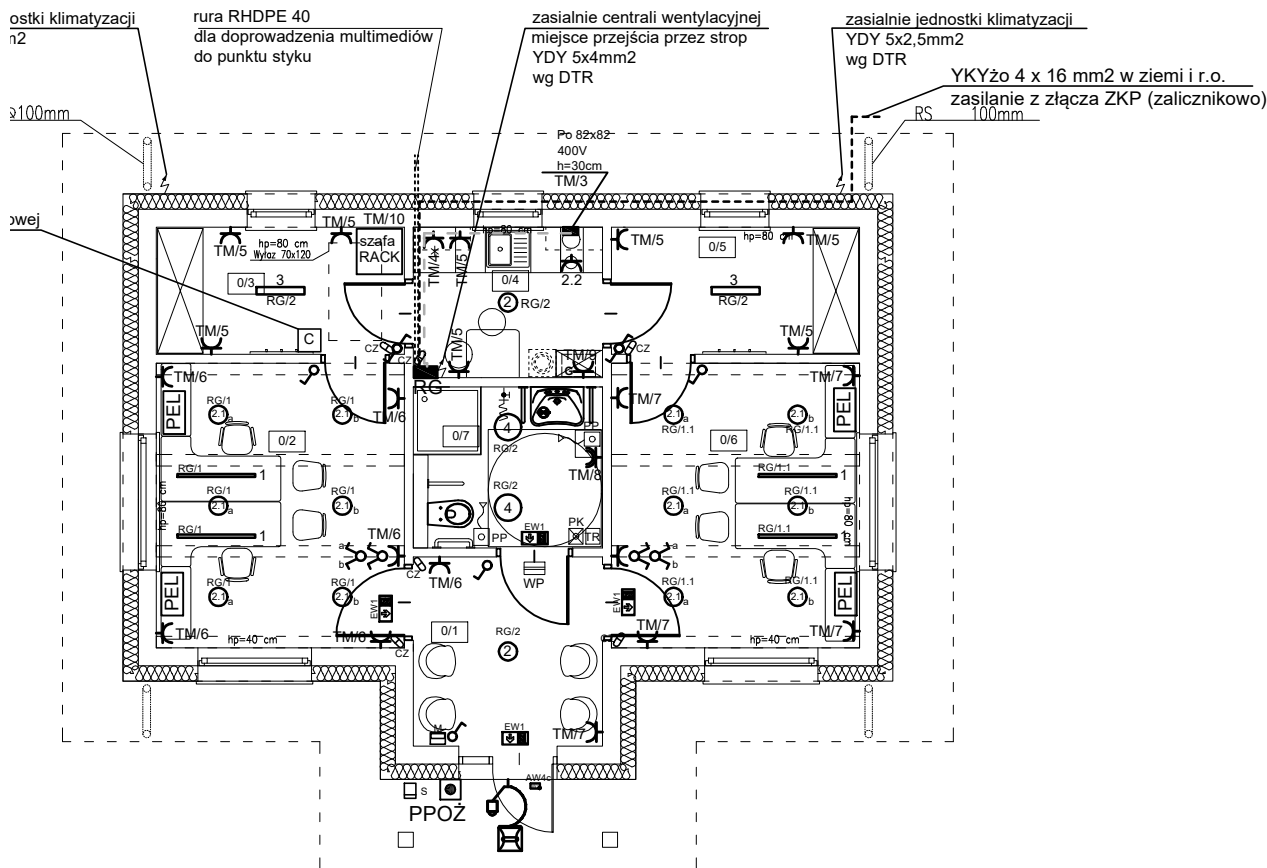 ostki klimatyzacji
n2
rura RHDPE 40
dla doprowadzenia multimediów
do punktu styku
zasialnie centrali wentylacyjnej
miejsce przejścia przez strop
YDY 5x4mm2
wg DTR
zasialnie jednostki klimatyzacji
YDY 5x2,5mm2
wg DTR
YKYżo 4 x 16 mm2 w ziemi i r.o.
zasilanie z złącza ZKP (zalicznikowo)
100mm
RS 100mm
Po 82x82
400V
h=30cm
TM/3
owej
TM/5
TM/5
TM/10
szafa
RACK
hp=80 cm
Wyłaz 70x120
TM/4x
TM/5
hp=80 cm
TM/5
0/5
hp=80 cm
TM/5
0/3
3
RG/2
0/4
2.2
2
RG/2
3
RG/2
TM/5
C
CZ
CZ
TM/5
TM/5
G
CZ
TM/5
RG
TM/6
PEL
RG/1
2.1
a
RG/1
2.1
b
TM/6
0/2
0/7
4
RG/2
PP
TM/7
2.1
a
RG/1.1
0/6
2.1
b
RG/1.1
TM/7
PEL
RG/1
1
RG/2
TM/8
RG/1.1
1
hp=80 cm
RG/1
2.1
a
RG/1
2.1
b
4
RG/1.1
2.1
a
RG/1.1
2.1
b
hp=80 cm
RG/1
1
TM/6
PP
EW1
PK
TR
RG/1.1
1
a
b
a
b
PEL
RG/1
2.1
a
RG/1
2.1
b
CZ
TM/6
WP
EW1
EW1
RG/1.1
2.1
a
RG/1.1
2.1
b
PEL
TM/6
hp=40 cm
TM/6
CZ
0/1
RG/2
2
TM/7
hp=40 cm
TM/7
M
EW1
TM/7
S
PPOŻ
AW4c